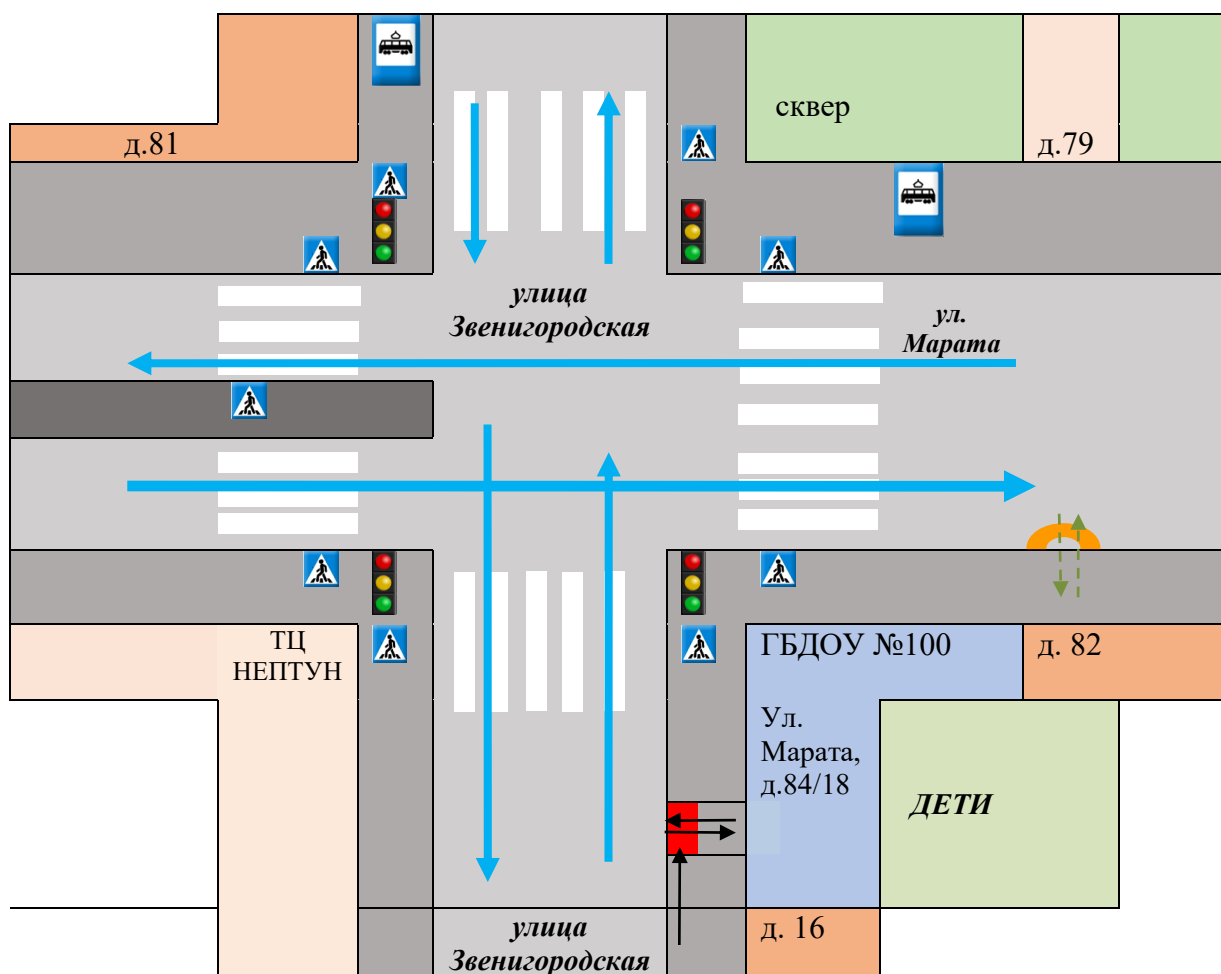 сквер
д.81
д.79
улица
Звенигородская
ул.
Марата
ТЦ
НЕПТУН
ГБДОУ №100
д. 82
Ул.
Марата,
д.84/18
ДЕТИ
улица
Звенигородская
д. 16